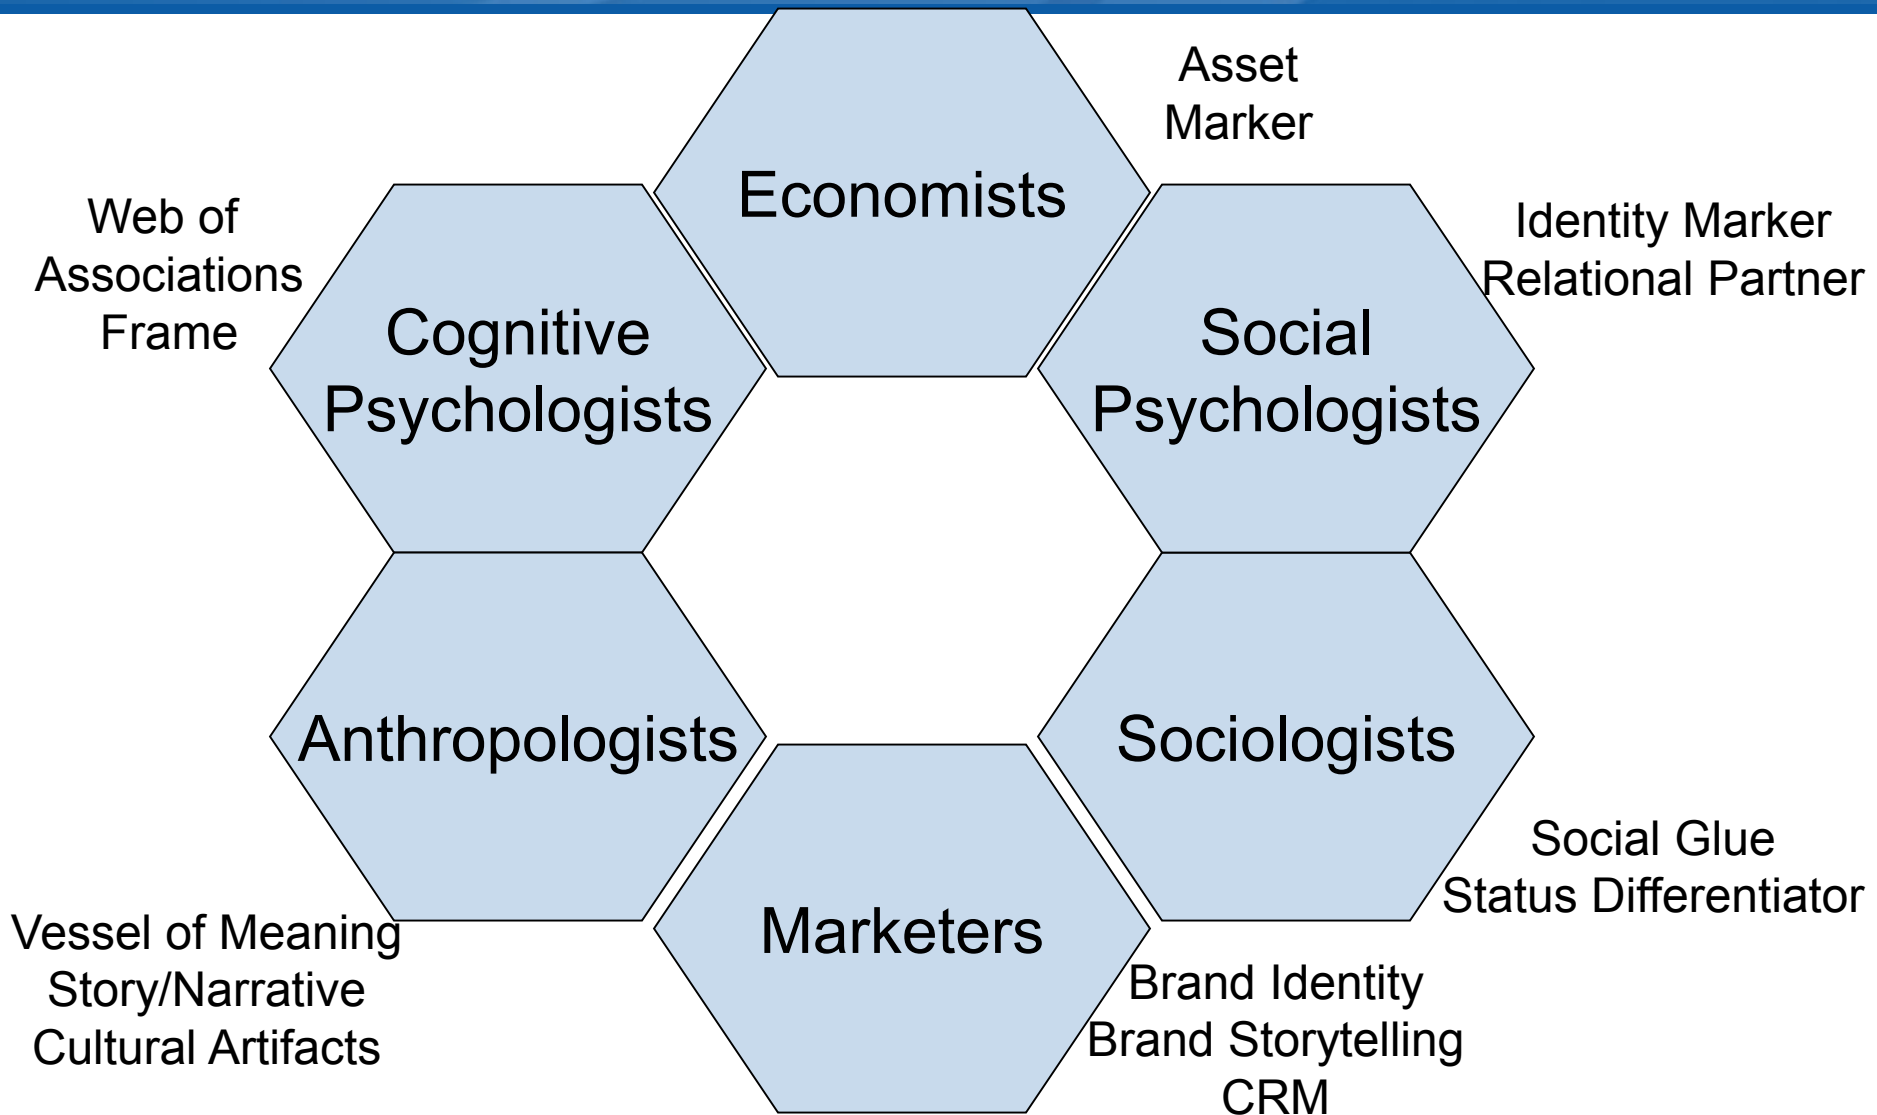 Economists
Asset
Marker
Cognitive
Psychologists
Web of
Associations
Frame
Social
Psychologists
Identity Marker
Relational Partner
Anthropologists
Vessel of Meaning
Story/Narrative
Cultural Artifacts
Sociologists
Social Glue
Status Differentiator
Marketers
Brand Identity
Brand Storytelling
CRM